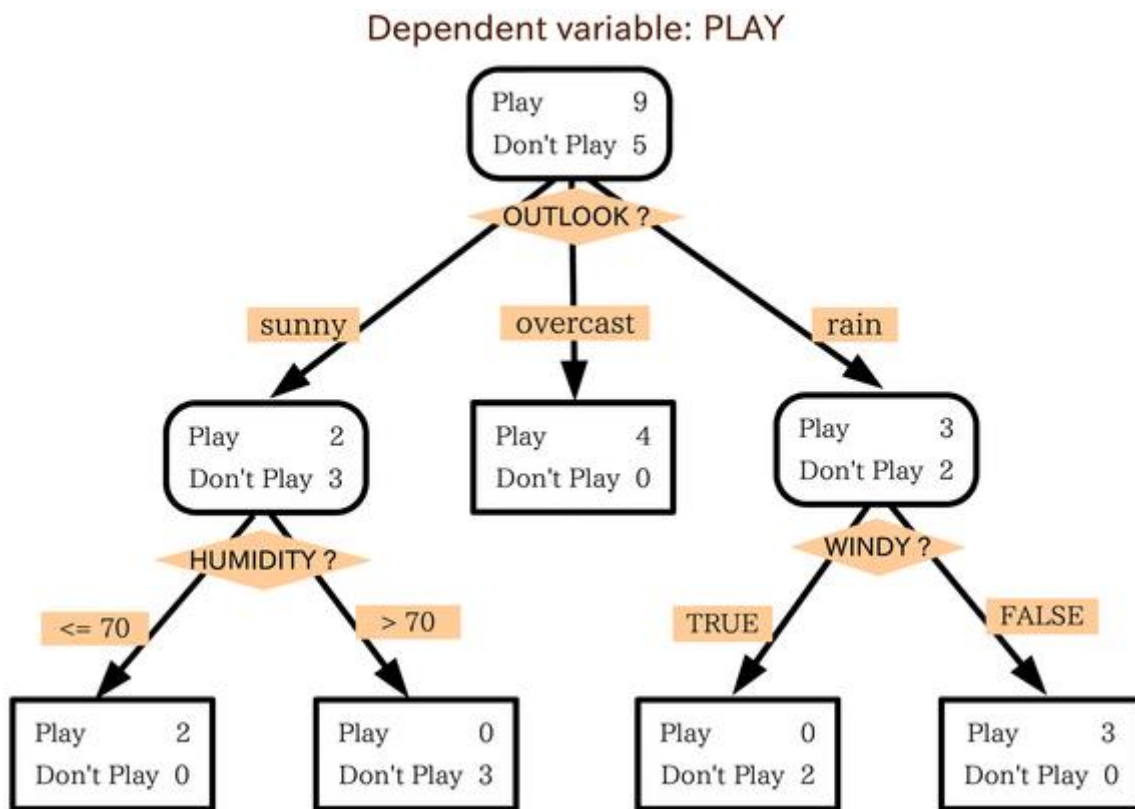 Dependent variable: PLAY
Play 9
Don't Play 5
OUTLOOK ?
sunny
overcast
rain
Play 2
Don't Play 3
Play 4
Don't Play 0
Play 3
Don't Play 2
HUMIDITY ?
WINDY ?
<= 70
> 70
TRUE
FALSE
Play 2
Don't Play 0
Play 0
Don't Play 3
Play 0
Don't Play 2
Play 3
Don't Play 0